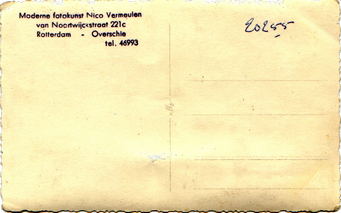 Moderne fotokunst Nico Vermeulen
van Noortwijckstraat 221c
Rotterdam - Overschie
tel. 46993
20255